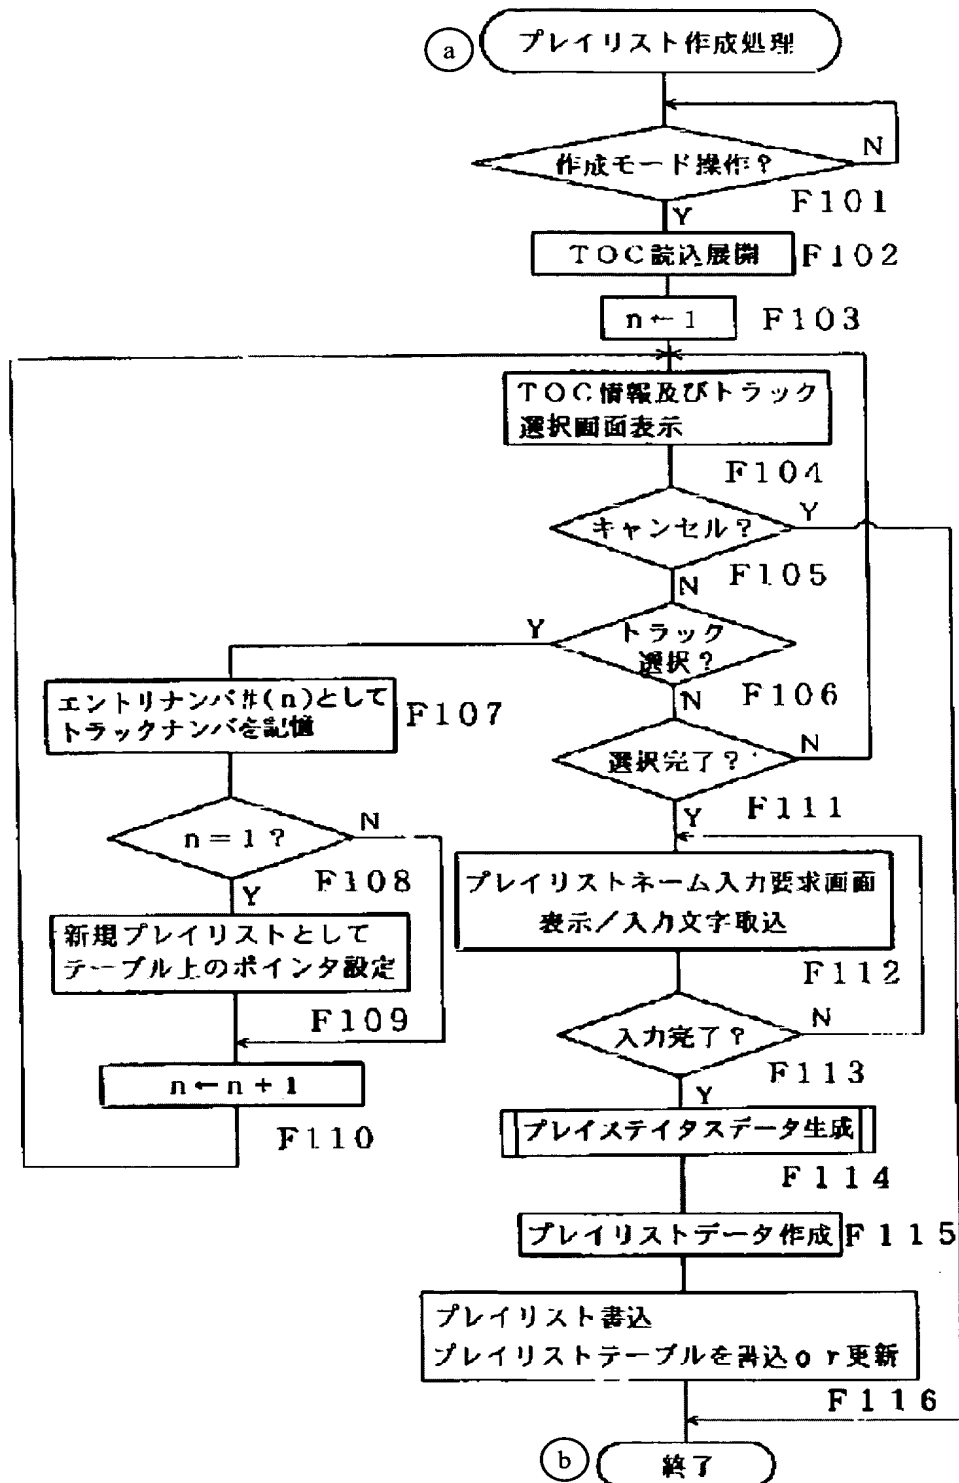 a
プレイリスト作成処理
N
作成モード操作?
F101
Y
TOC読込展開
F102
n←1
F103
TOC情報及びトラック
選択画面表示
F104
Y
キャンセル?
F105
N
Y
トラック
選択?
F106
N
エントリナンバ#(n)として
トラックナンバを記憶
F107
N
選択完了?
F111
Y
n=1?
N
F108
Y
プレイリストネーム入力要求画面
表示/入力文字取込
F112
新規プレイリストとして
テーブル上のポインタ設定
F109
N
入力完了?
F113
Y
n←n+1
F110
プレイステイタスデータ生成
F114
プレイリストデータ作成
F115
プレイリスト書込
プレイリストテーブルを書込or更新
F116
b
終了